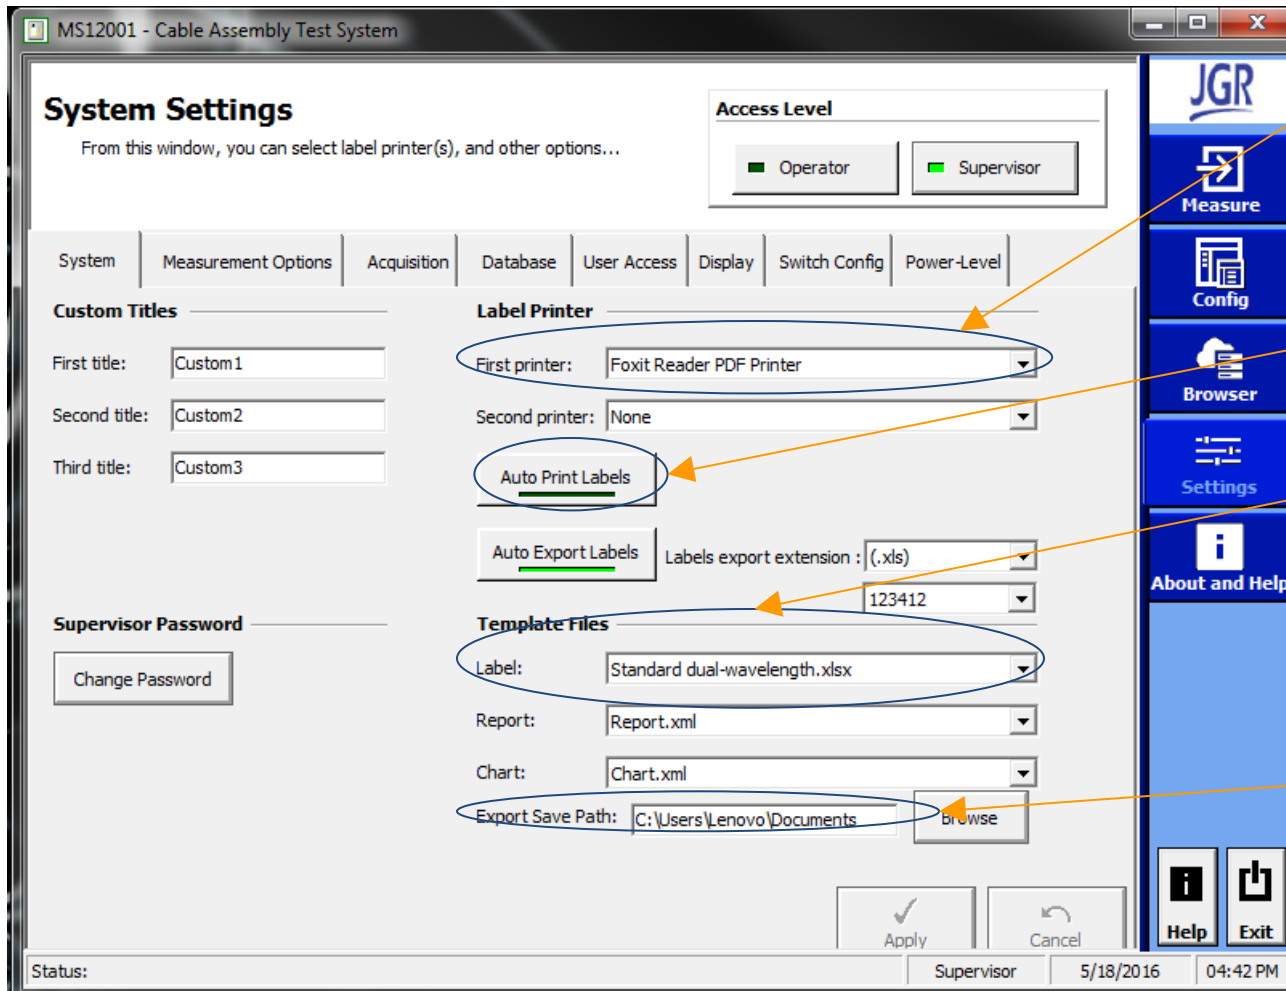 MS12001 - Cable Assembly Test System
System Settings
From this window, you can select label printer(s), and other options...
Access Level
Operator
Supervisor
JGR
Measure
Config
Browser
Settings
About and Help
System
Measurement Options
Acquisition
Database
User Access
Display
Switch Config
Power-Level
Custom Titles
First title: Custom1
Second title: Custom2
Third title: Custom3
Label Printer
First printer: Foxit Reader PDF Printer
Second printer: None
Auto Print Labels
Auto Export Labels
Labels export extension : (.xls)
123412
Supervisor Password
Change Password
Template Files
Label: Standard dual-wavelength.xlsx
Report: Report.xml
Chart: Chart.xml
Export Save Path: C:\Users\Lenovo\Documents
Browse
Apply
Cancel
Help
Exit
Status:
Supervisor
5/18/2016
04:42 PM